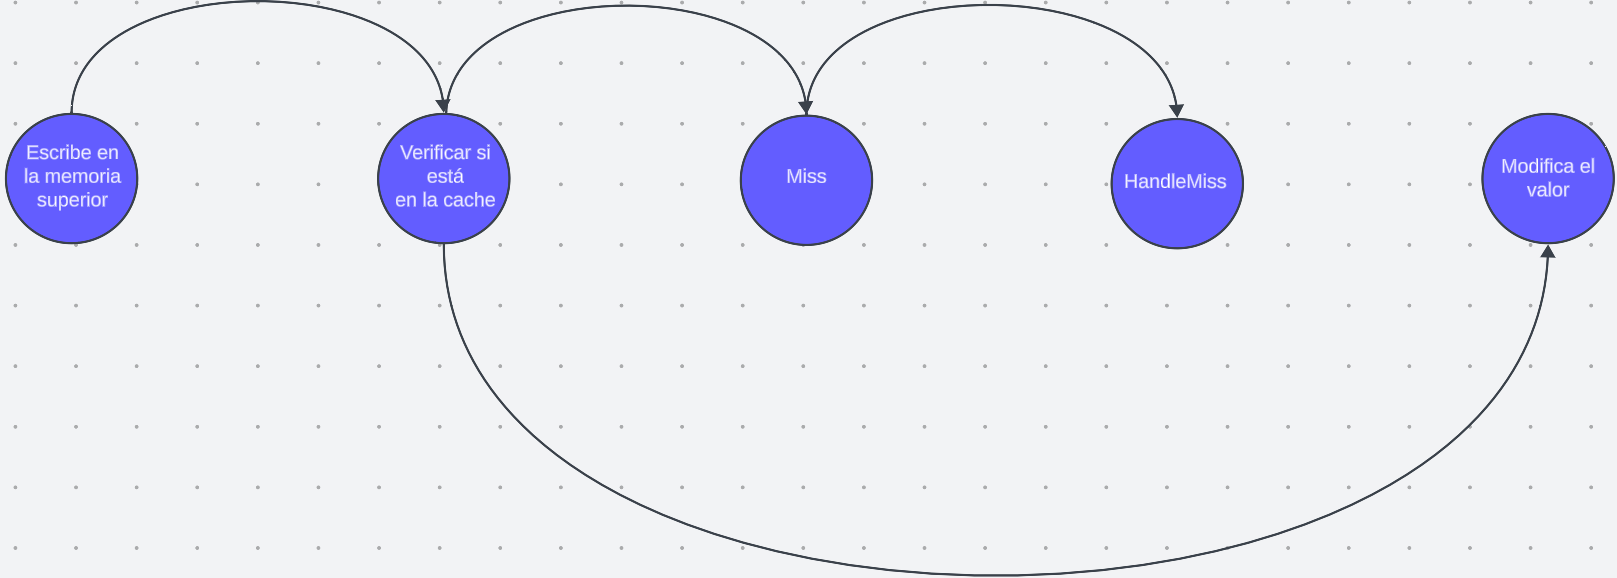 Escribe en
la memoria
superior
Verificar si
está
en la cache
Miss
HandleMiss
Modifica el
valor